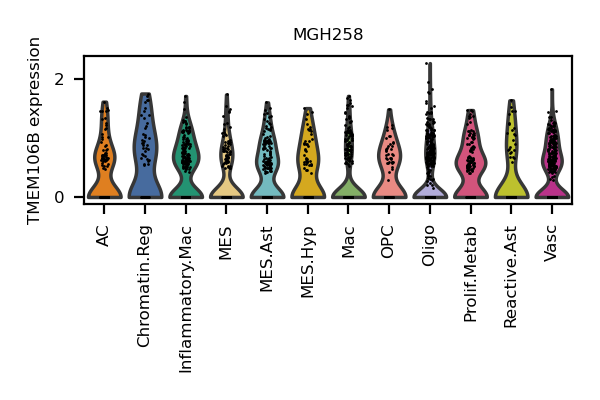 MGH258
TMEM106B expression
2
0
AC
Chromatin.Reg
Inflammatory.Mac
MES
MES.Ast
MES.Hyp
Mac
OPC
Oligo
Prolif.Metab
Reactive.Ast
Vasc